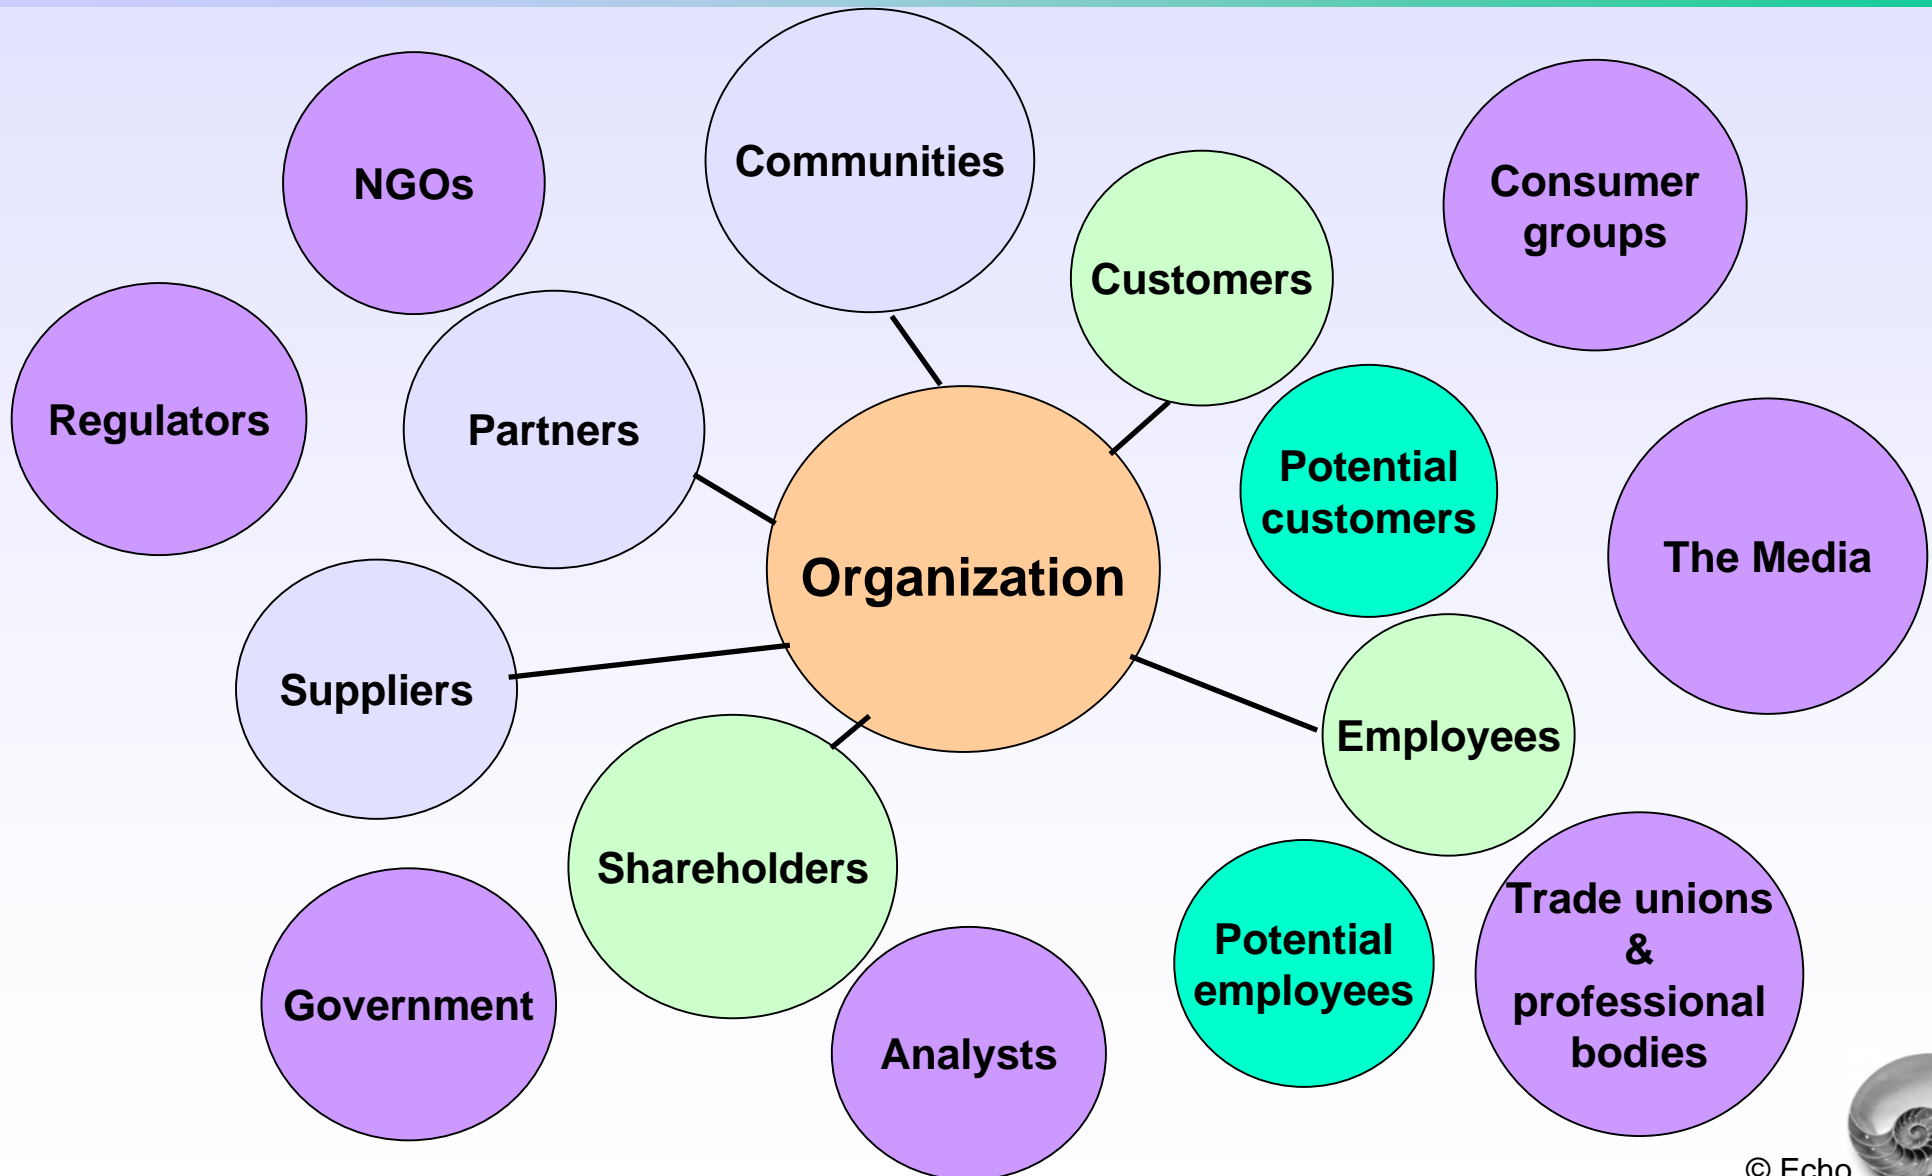 Communities
NGOs
Consumer
groups
Customers
Regulators
Partners
Potential
customers
The Media
Organization
Suppliers
Employees
Shareholders
Trade unions
&
professional
bodies
Potential
employees
Government
Analysts
© Echo